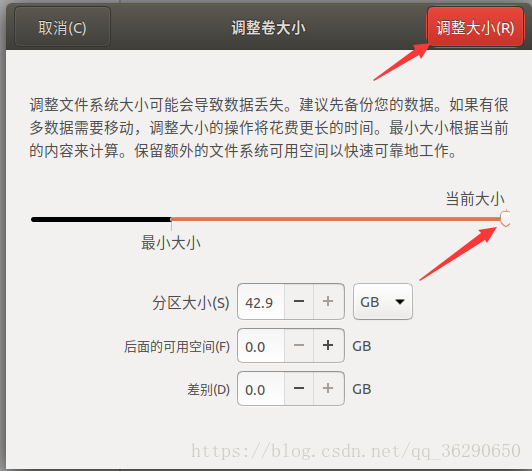 取消(C) 调整卷大小 调整大小(R)
调整文件系统大小可能会导致数据丢失。建议先备份您的数据。如果有很
多数据需要移动，调整大小的操作将花费更长的时间。最小大小根据当前
的内容来计算。保留额外的文件系统可用空间以快速可靠地工作。
当前大小
最小大小
分区大小(S) 42.9 − + GB
后面的可用空间(F) 0.0 − + GB
差别(D) 0.0 − + GB
https://blog.csdn.net/qq_36290650